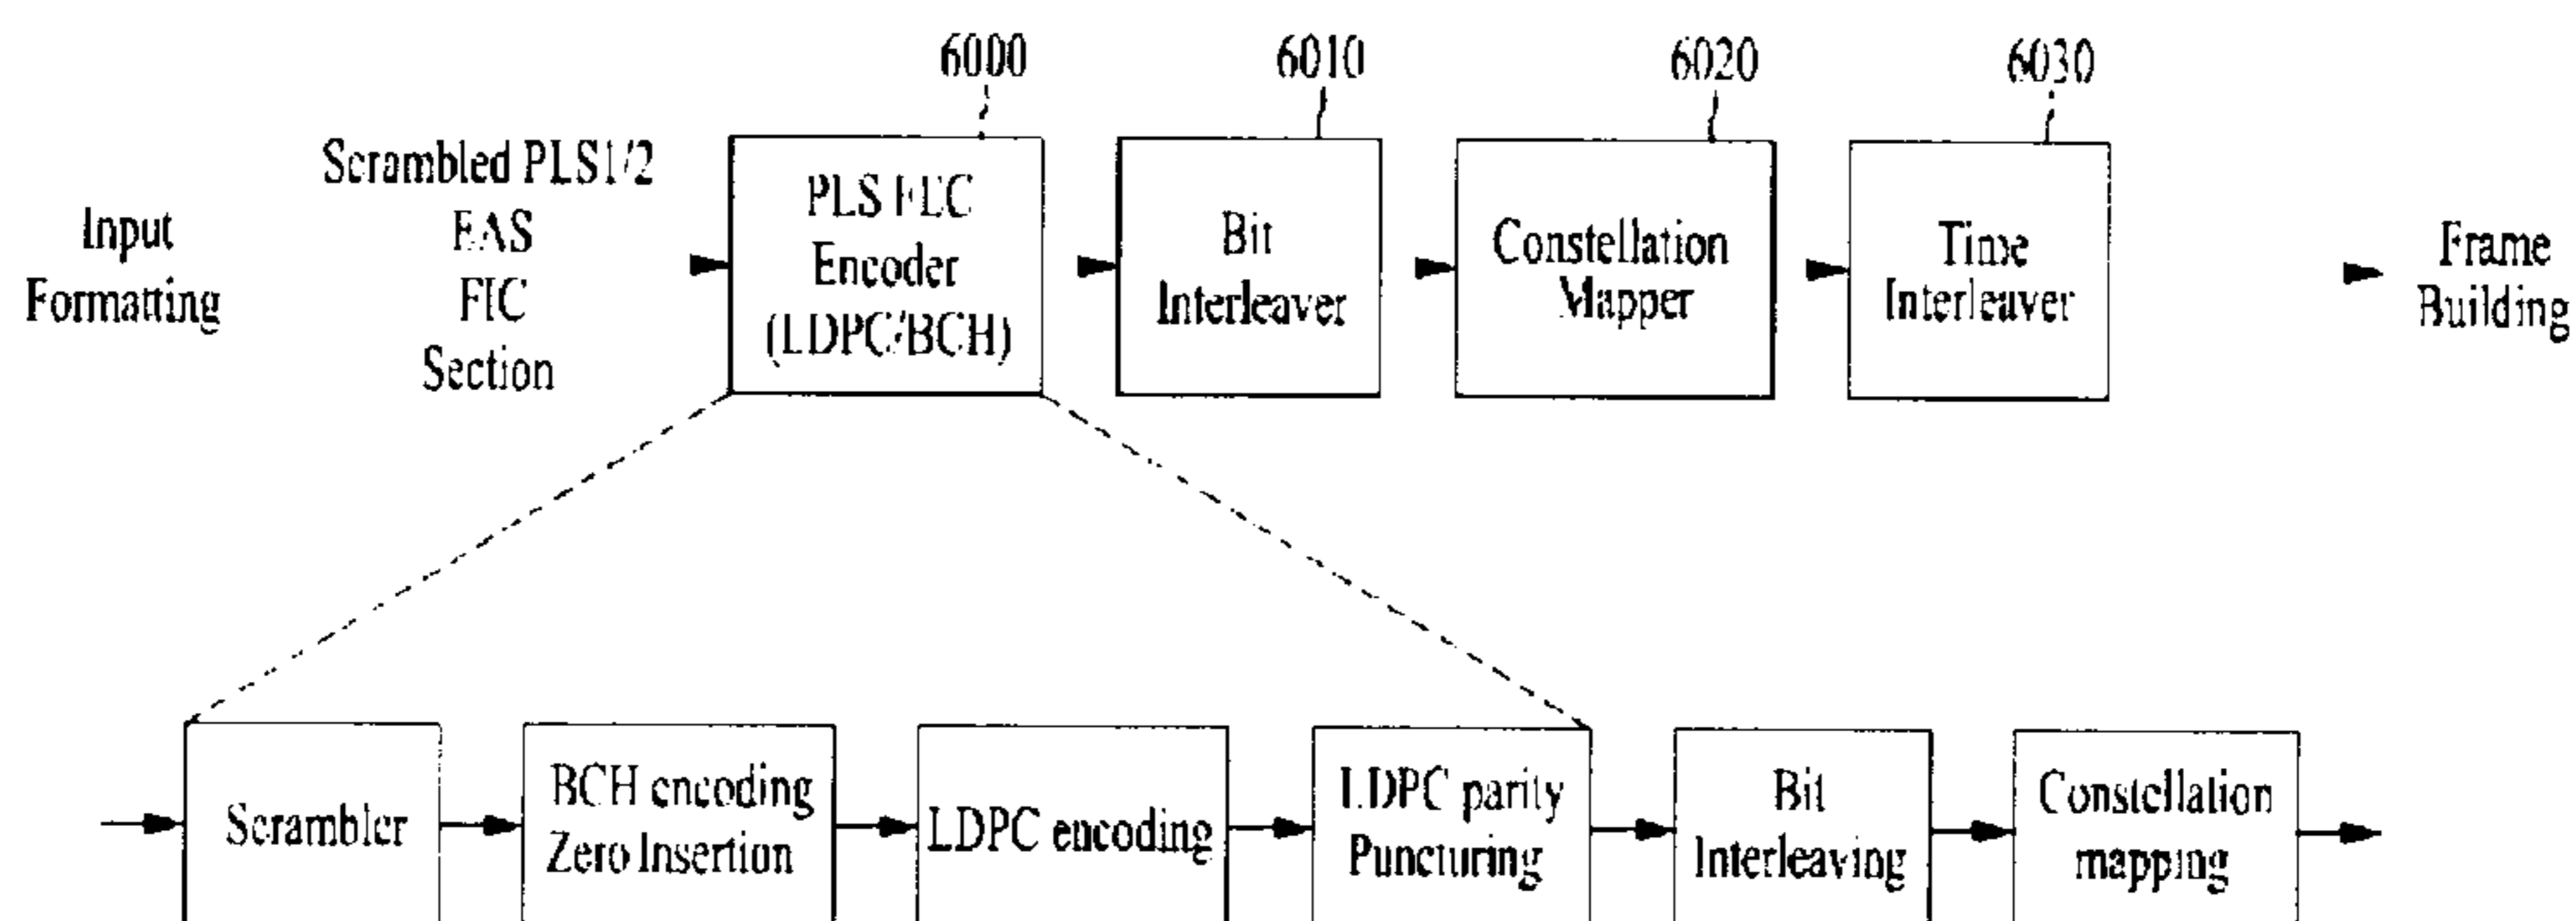 6000
6010
6020
6030
Input
Formatting
Scrambled PLS1/2
EAS
FIC
Section
PLS FEC
Encoder
(LDPC/BCH)
Bit
Interleaver
Constellation
Mapper
Time
Interleaver
Frame
Building
Scrambler
BCH encoding
Zero Insertion
LDPC encoding
LDPC parity
Puncturing
Bit
Interleaving
Constellation
mapping